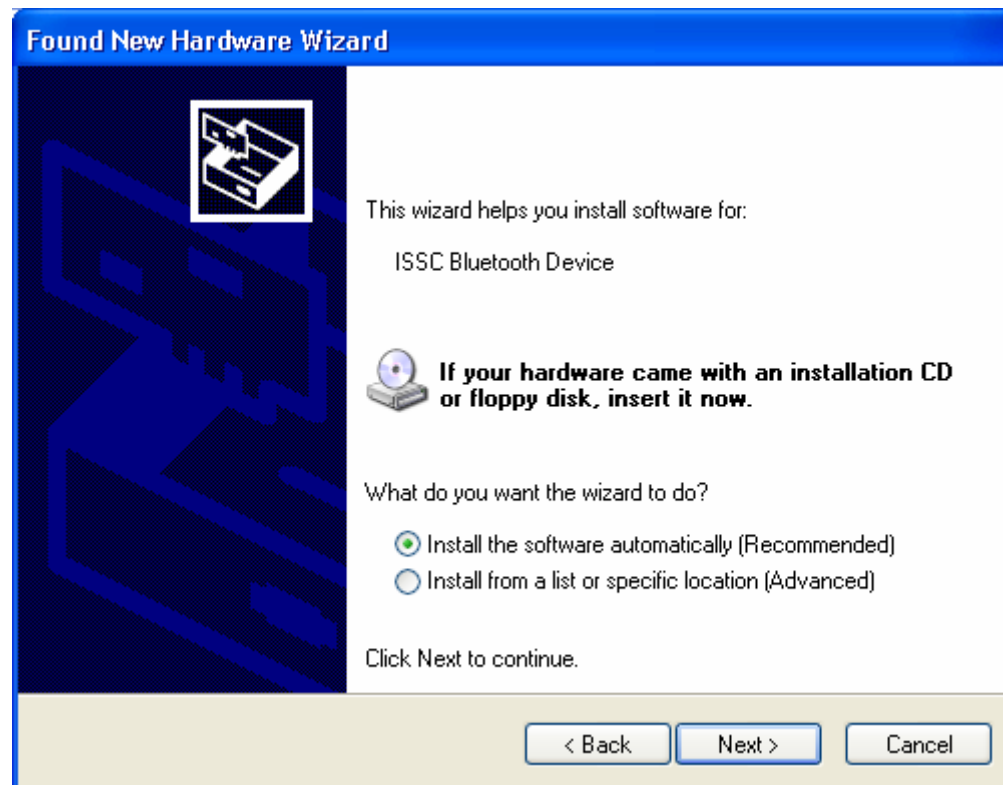 Found New Hardware Wizard
This wizard helps you install software for:
ISSC Bluetooth Device
If your hardware came with an installation CD
or floppy disk, insert it now.
What do you want the wizard to do?
Install the software automatically (Recommended)
Install from a list or specific location (Advanced)
Click Next to continue.
< Back Next > Cancel